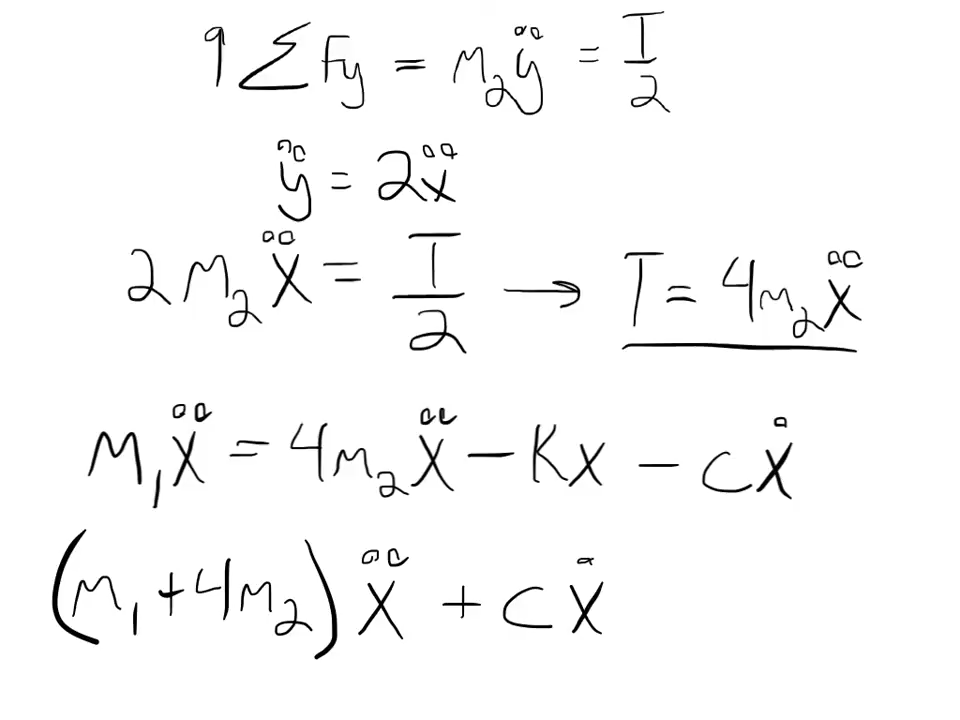 ↑ΣFy = M₂ÿ = T/2
ÿ = 2ẍ
2M₂ẍ = T/2 → T = 4M₂ẍ
M₁ẍ = 4M₂ẍ - Kx - cẋ
(M₁ + 4M₂)ẍ + cẋ